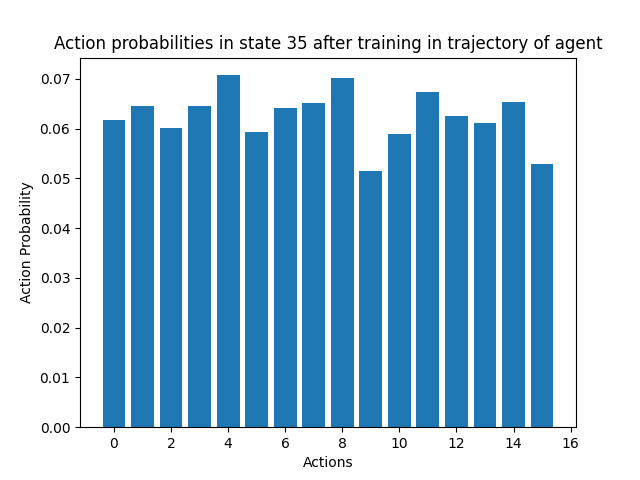 Action probabilities in state 35 after training in trajectory of agent
0.07
0.06
0.05
0.04
0.03
0.02
0.01
0.00
Action Probability
0 2 4 6 8 10 12 14 16
Actions